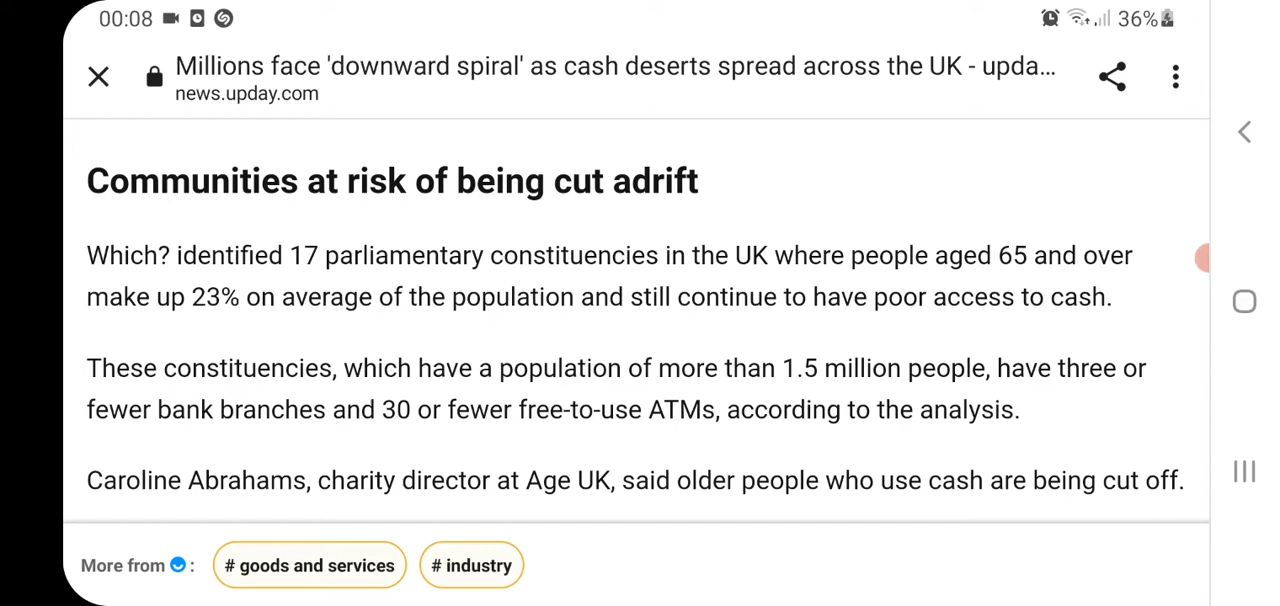 00:08
36%
Millions face 'downward spiral' as cash deserts spread across the UK - upda...
news.upday.com
Communities at risk of being cut adrift
Which? identified 17 parliamentary constituencies in the UK where people aged 65 and over
make up 23% on average of the population and still continue to have poor access to cash.
These constituencies, which have a population of more than 1.5 million people, have three or
fewer bank branches and 30 or fewer free-to-use ATMs, according to the analysis.
Caroline Abrahams, charity director at Age UK, said older people who use cash are being cut off.
More from :
# goods and services
# industry